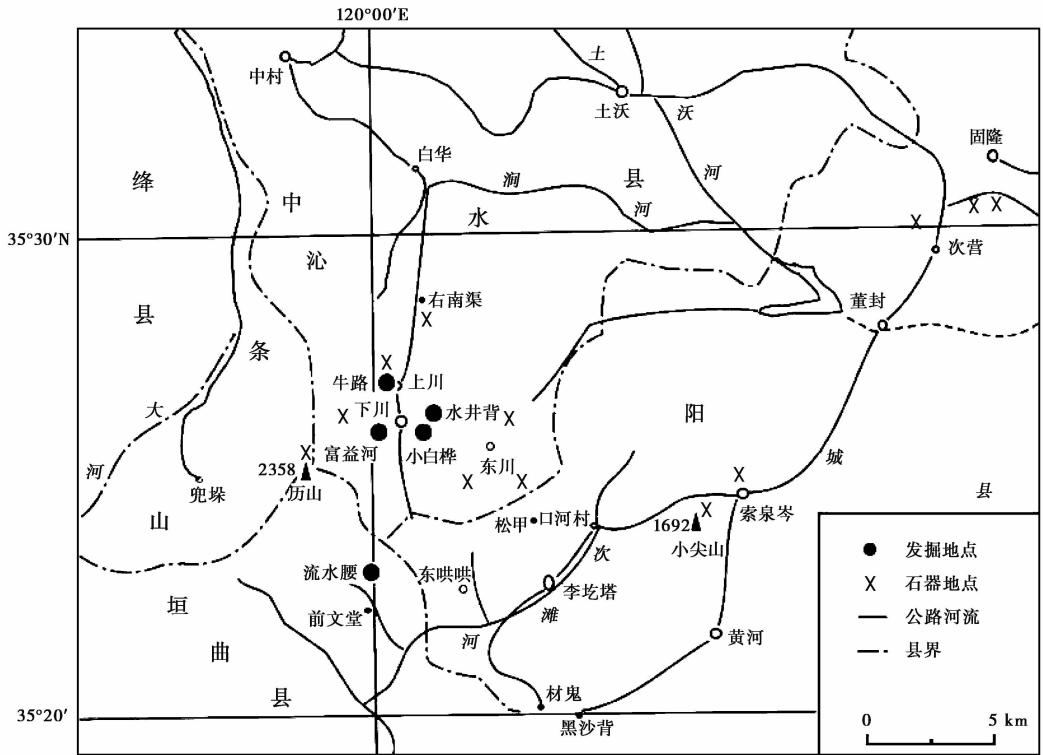 120°00′E
中村
土
土沃
沃
固隆
白华
绛
中
涧
县
河
河
水
35°30′N
沁
次营
右南渠
董封
县
条
牛路
上川
大
下川
水井背
阳
富益河
小白桦
河
2358
历山
兜垛
东川
城
索泉岑
县
山
松甲
口河村
次
1692
小尖山
发掘地点
流水腰
东哄哄
李圪塔
X
石器地点
垣
前文堂
河
滩
黄河
公路河流
曲
县界
县
材鬼
35°20′
黑沙背
0
5 km